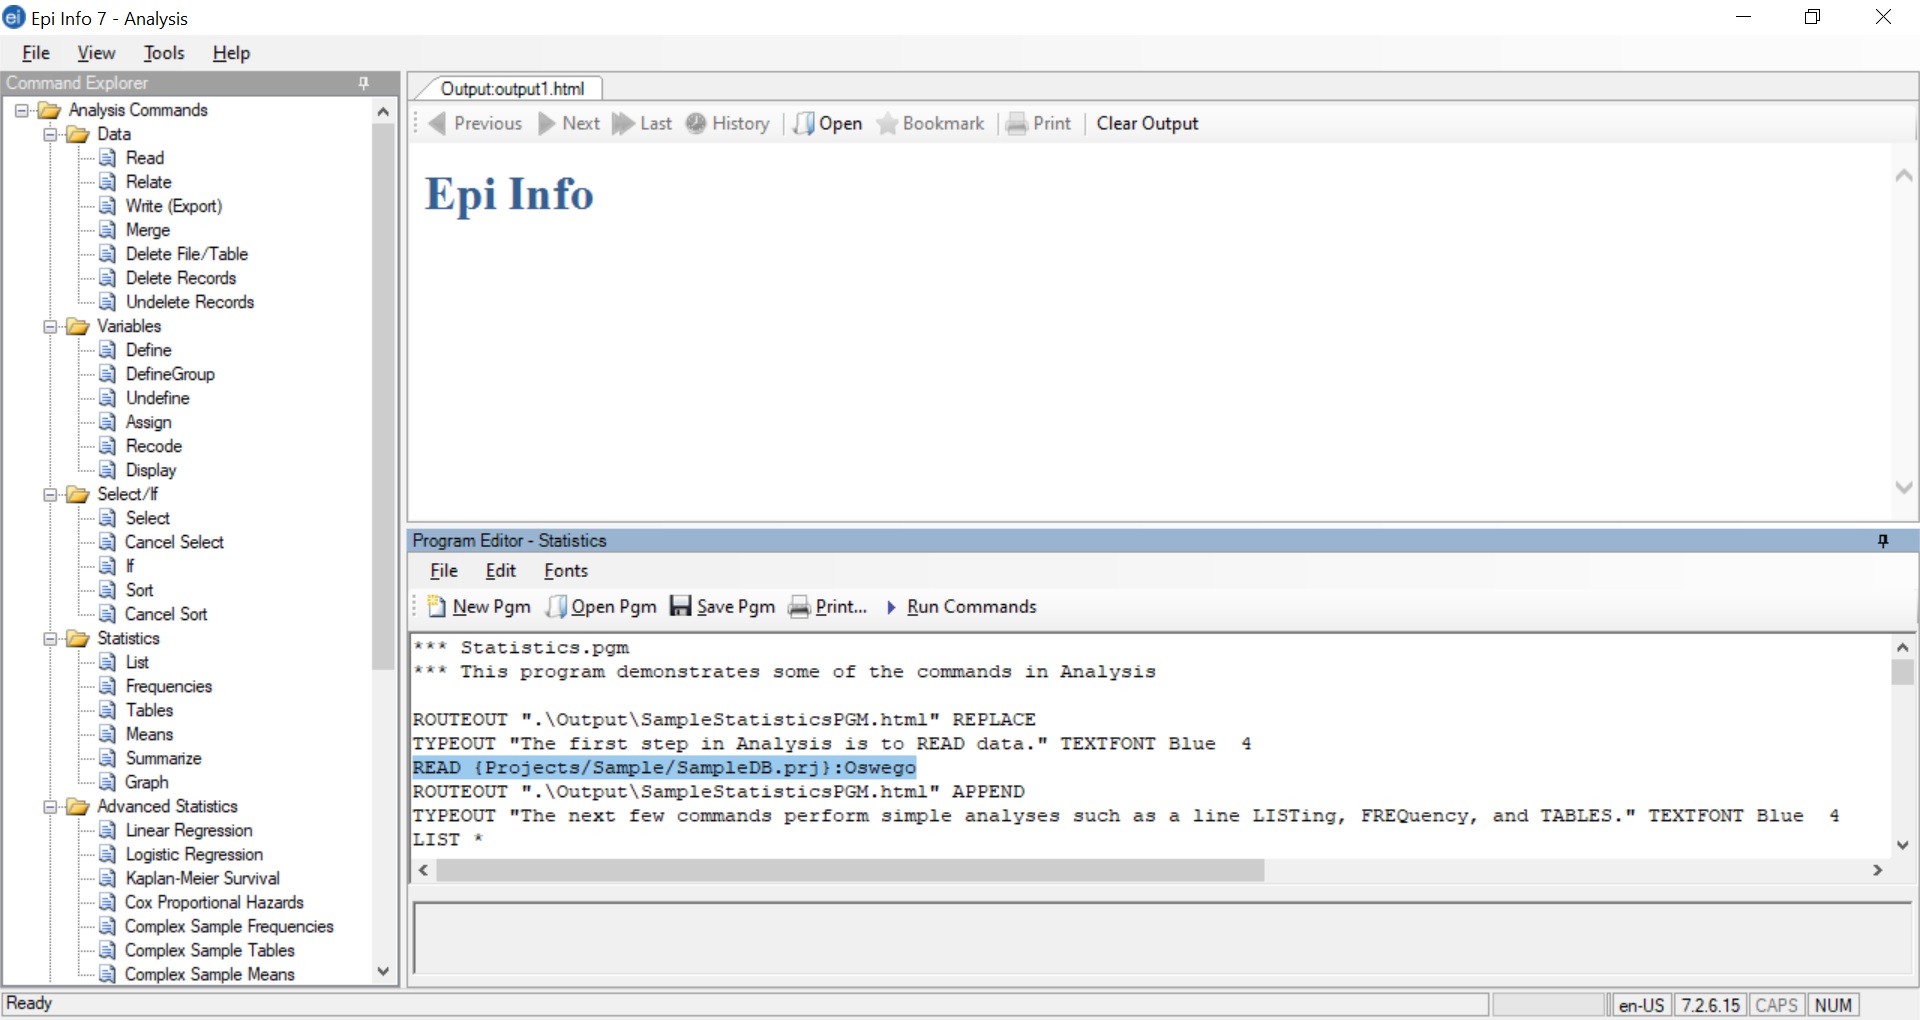 ei Epi Info 7 - Analysis
File View Tools Help
Command Explorer
Analysis Commands
Data
Read
Relate
Write (Export)
Merge
Delete File/Table
Delete Records
Undelete Records
Variables
Define
DefineGroup
Undefine
Assign
Recode
Display
Select/If
Select
Cancel Select
If
Sort
Cancel Sort
Statistics
List
Frequencies
Tables
Means
Summarize
Graph
Advanced Statistics
Linear Regression
Logistic Regression
Kaplan-Meier Survival
Cox Proportional Hazards
Complex Sample Frequencies
Complex Sample Tables
Complex Sample Means
Output:output1.html
Previous Next Last History Open Bookmark Print Clear Output
Epi Info
Program Editor - Statistics
File Edit Fonts
New Pgm Open Pgm Save Pgm Print... Run Commands
*** Statistics.pgm
*** This program demonstrates some of the commands in Analysis
ROUTEOUT ".\Output\SampleStatisticsPGM.html" REPLACE
TYPEOUT "The first step in Analysis is to READ data." TEXTFONT Blue  4
READ {Projects/Sample/SampleDB.prj}:Oswego
ROUTEOUT ".\Output\SampleStatisticsPGM.html" APPEND
TYPEOUT "The next few commands perform simple analyses such as a line LISTing, FREQuency, and TABLES." TEXTFONT Blue  4
LIST *
Ready en-US 7.2.6.15 CAPS NUM